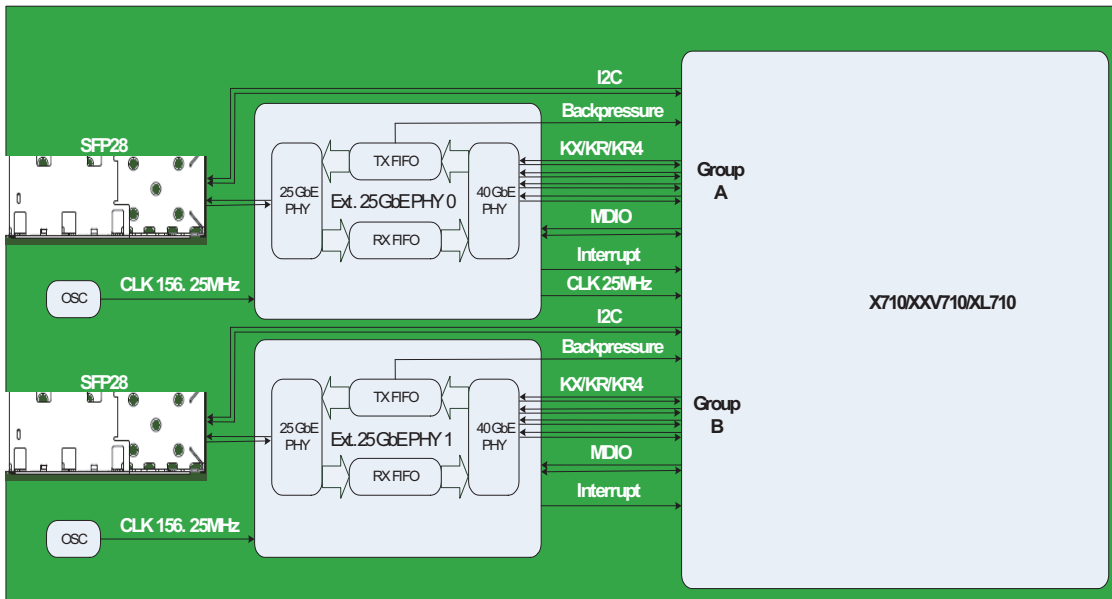 I2C
Backpressure
SFP28
TX FIFO
KX/KR/KR4
25 GbE
PHY
Ext. 25 GbE PHY 0
40 GbE
PHY
Group
A
RX FIFO
MDIO
Interrupt
OSC
CLK 156. 25MHz
CLK 25MHz
X710/XXV710/XL710
I2C
Backpressure
SFP28
TX FIFO
KX/KR/KR4
25 GbE
PHY
Ext. 25 GbE PHY 1
40 GbE
PHY
Group
B
RX FIFO
MDIO
Interrupt
OSC
CLK 156. 25MHz